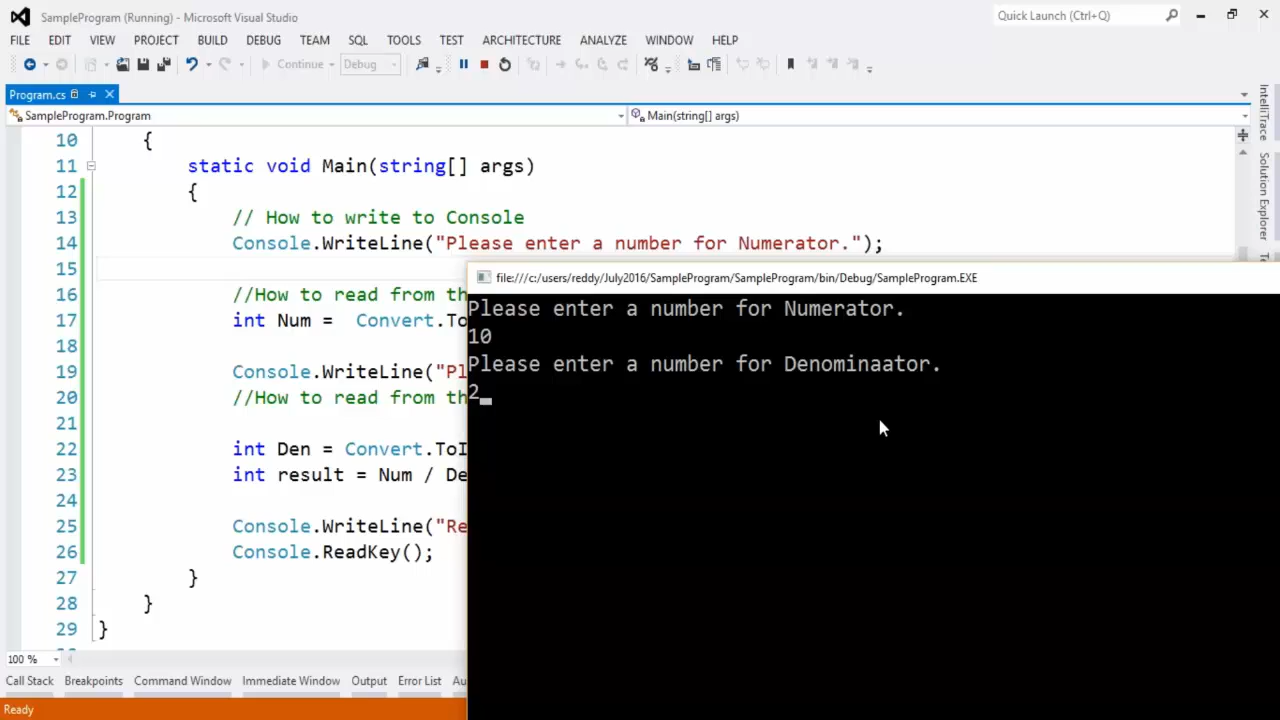 SampleProgram (Running) - Microsoft Visual Studio
Quick Launch (Ctrl+Q)
FILE EDIT VIEW PROJECT BUILD DEBUG TEAM SQL TOOLS TEST ARCHITECTURE ANALYZE WINDOW HELP
Continue Debug
Program.cs
SampleProgram.Program Main(string[] args)
10 {
11 static void Main(string[] args)
12 {
13 // How to write to Console
14 Console.WriteLine("Please enter a number for Numerator.");
15
16 //How to read from th
17 int Num = Convert.To
18
19 Console.WriteLine("Pl
20 //How to read from th
21
22 int Den = Convert.ToI
23 int result = Num / De
24
25 Console.WriteLine("Re
26 Console.ReadKey();
27 }
28 }
29 }
file:///c:/users/reddy/July2016/SampleProgram/SampleProgram/bin/Debug/SampleProgram.EXE
Please enter a number for Numerator.
10
Please enter a number for Denominaator.
2
IntelliTrace
Solution Explorer
100 %
Call Stack Breakpoints Command Window Immediate Window Output Error List Au
Ready